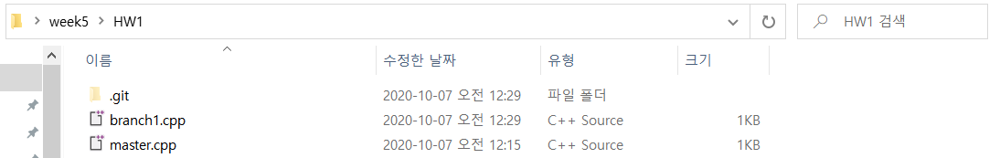 week5 HW1 HW1 검색
이름 수정한 날짜 유형 크기
.git 2020-10-07 오전 12:29 파일 폴더
branch1.cpp 2020-10-07 오전 12:29 C++ Source 1KB
master.cpp 2020-10-07 오전 12:15 C++ Source 1KB